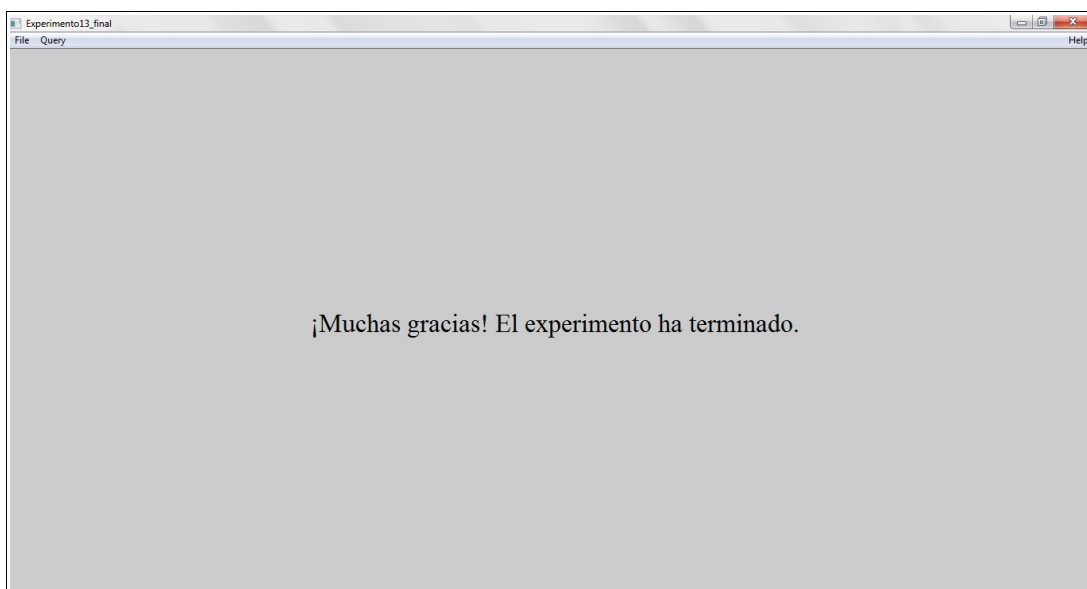 Experimento13_final
File Query Help
¡Muchas gracias! El experimento ha terminado.